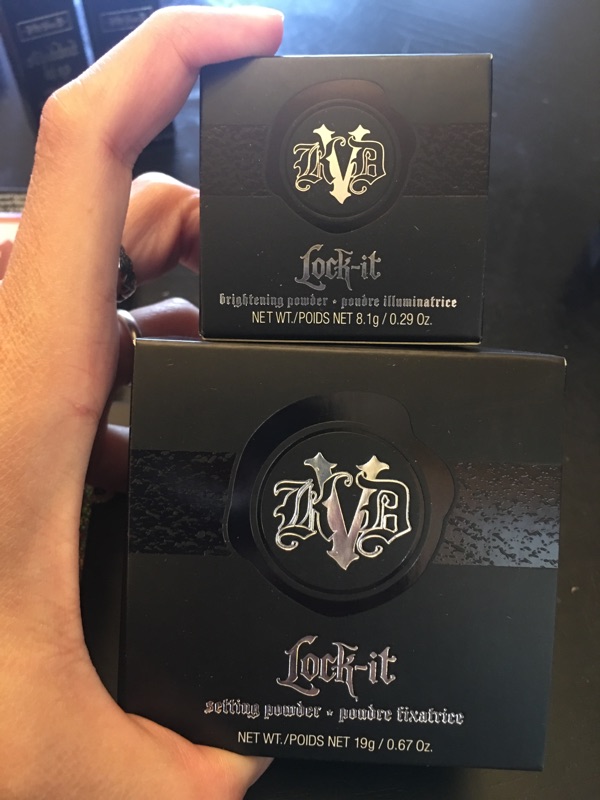 KVD
Lock-it
brightening powder • poudre illuminatrice
NET WT./POIDS NET 8.1g / 0.29 Oz.
KVD
Lock-it
setting powder • poudre fixatrice
NET WT./POIDS NET 19g / 0.67 Oz.